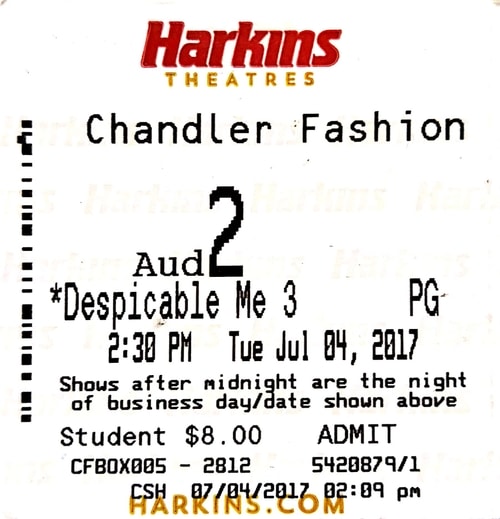 Harkins
THEATRES
Chandler Fashion
Aud 2
*Despicable Me 3 PG
2:30 PM Tue Jul 04, 2017
Shows after midnight are the night
of business day/date shown above
Student $8.00 ADMIT
CFBOX005 - 2812 5420879/1
CSH 07/04/2017 02:09 pm
HARKINS.COM